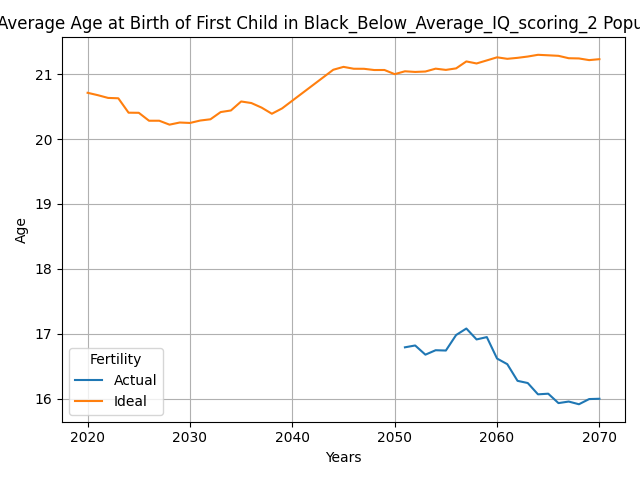 Average Age at Birth of First Child in Black_Below_Average_IQ_scoring_2 Popu
21
20
19
18
17
16
Age
Fertility
Actual
Ideal
2020 2030 2040 2050 2060 2070
Years